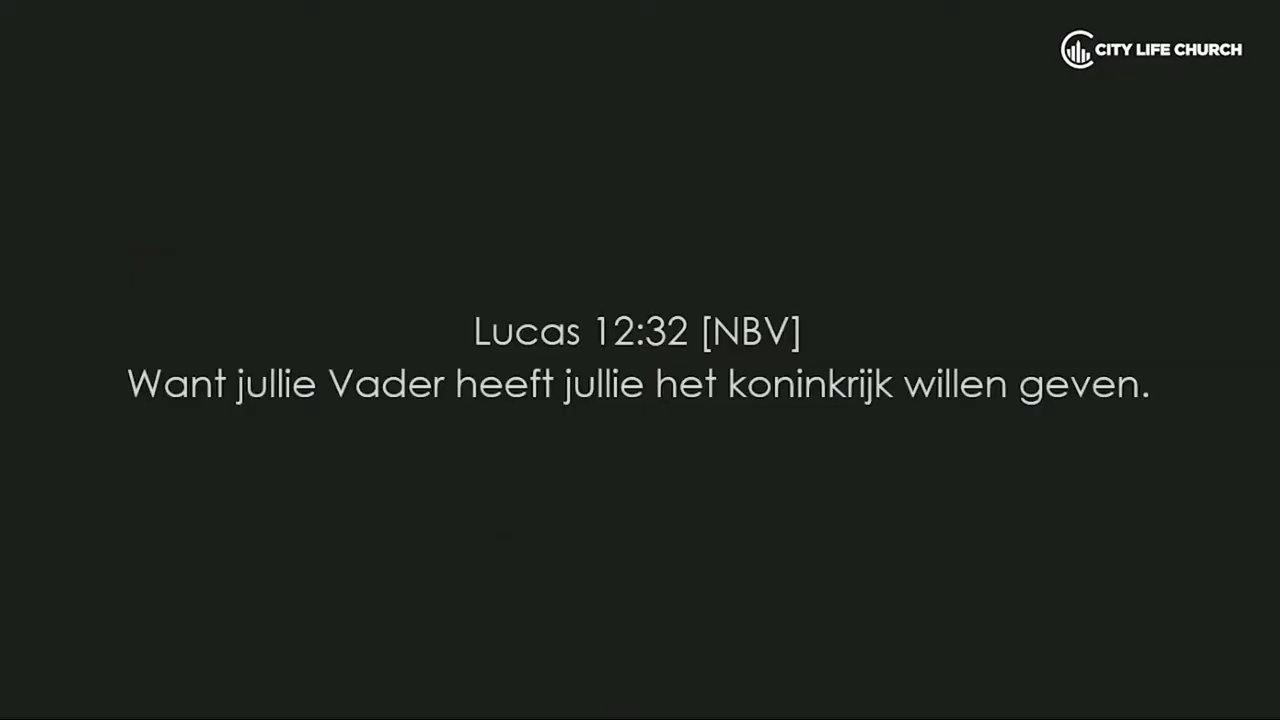 CITY LIFE CHURCH
Lucas 12:32 [NBV]
Want jullie Vader heeft jullie het koninkrijk willen geven.